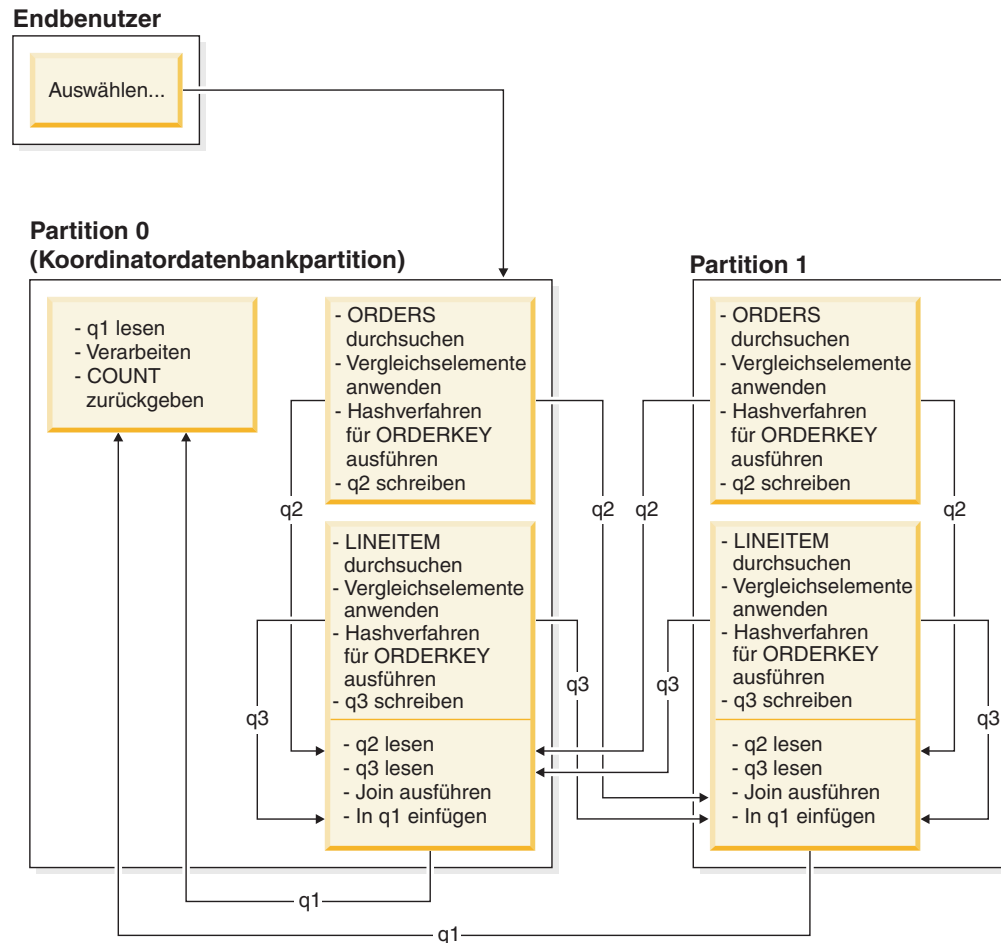 Endbenutzer
Auswählen...
Partition 0
(Koordinatordatenbankpartition)
- q1 lesen
- Verarbeiten
- COUNT
zurückgeben
- ORDERS
durchsuchen
- Vergleichselemente
anwenden
- Hashverfahren
für ORDERKEY
ausführen
- q2 schreiben
- LINEITEM
durchsuchen
- Vergleichselemente
anwenden
- Hashverfahren
für ORDERKEY
ausführen
- q3 schreiben
- q2 lesen
- q3 lesen
- Join ausführen
- In q1 einfügen
q2
q3
q2
q3
Partition 1
- ORDERS
durchsuchen
- Vergleichselemente
anwenden
- Hashverfahren
für ORDERKEY
ausführen
- q2 schreiben
- LINEITEM
durchsuchen
- Vergleichselemente
anwenden
- Hashverfahren
für ORDERKEY
ausführen
- q3 schreiben
- q2 lesen
- q3 lesen
- Join ausführen
- In q1 einfügen
q2
q3
q2
q3
q1
q1